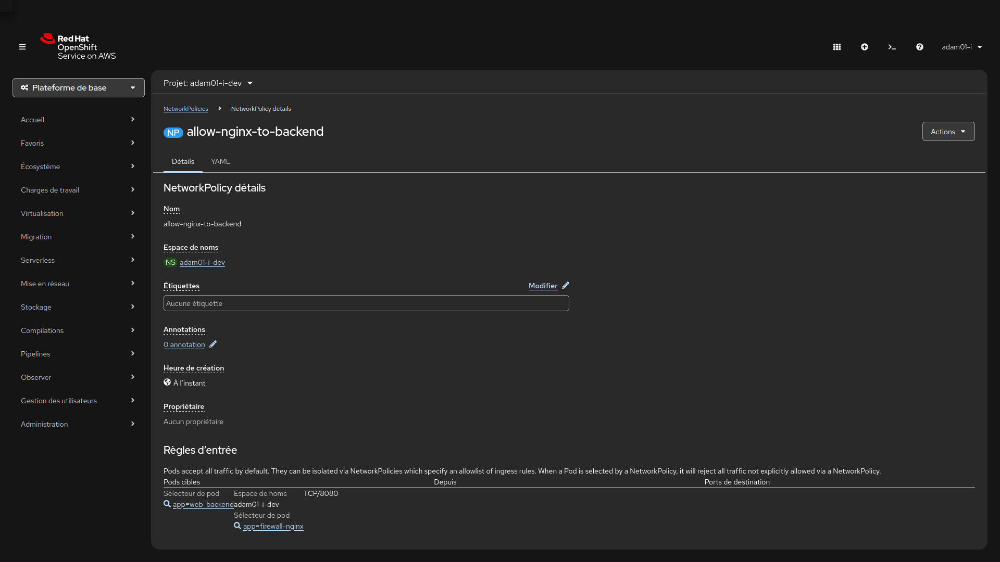 Red Hat
OpenShift
Service on AWS
adam01-i
Plateforme de base
Accueil
Favoris
Écosystème
Charges de travail
Virtualisation
Migration
Serverless
Mise en réseau
Stockage
Compilations
Pipelines
Observer
Gestion des utilisateurs
Administration
Projet: adam01-i-dev
NetworkPolicies > NetworkPolicy détails
NP allow-nginx-to-backend
Actions
Détails YAML
NetworkPolicy détails
Nom
allow-nginx-to-backend
Espace de noms
NS adam01-i-dev
Étiquettes Modifier
Aucune étiquette
Annotations
0 annotation
Heure de création
À l’instant
Propriétaire
Aucun propriétaire
Règles d’entrée
Pods accept all traffic by default. They can be isolated via NetworkPolicies which specify an allowlist of ingress rules. When a Pod is selected by a NetworkPolicy, it will reject all traffic not explicitly allowed via a NetworkPolicy.
Pods cibles Depuis Ports de destination
Sélecteur de pod Espace de noms TCP/8080
app=web-backend adam01-i-dev
Sélecteur de pod
app=firewall-nginx